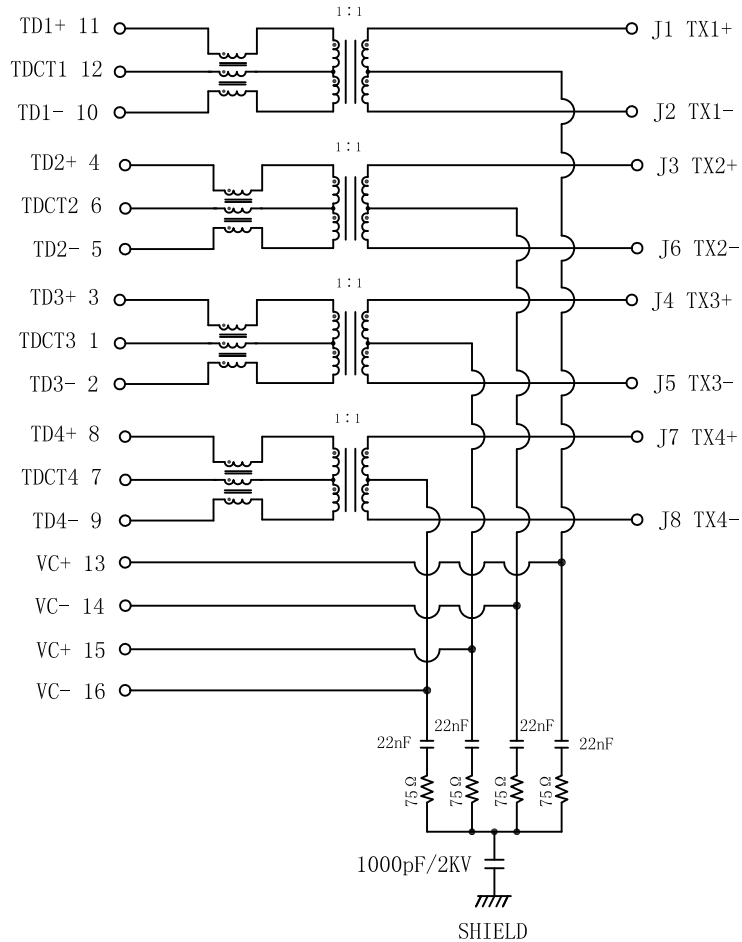 1:1
TD1+ 11
J1 TX1+
TDCT1 12
TD1- 10
J2 TX1-
1:1
TD2+ 4
J3 TX2+
TDCT2 6
TD2- 5
J6 TX2-
1:1
TD3+ 3
J4 TX3+
TDCT3 1
TD3- 2
J5 TX3-
1:1
TD4+ 8
J7 TX4+
TDCT4 7
TD4- 9
J8 TX4-
VC+ 13
VC- 14
VC+ 15
VC- 16
22nF 22nF 22nF 22nF
75Ω 75Ω 75Ω 75Ω
1000pF/2KV
SHIELD